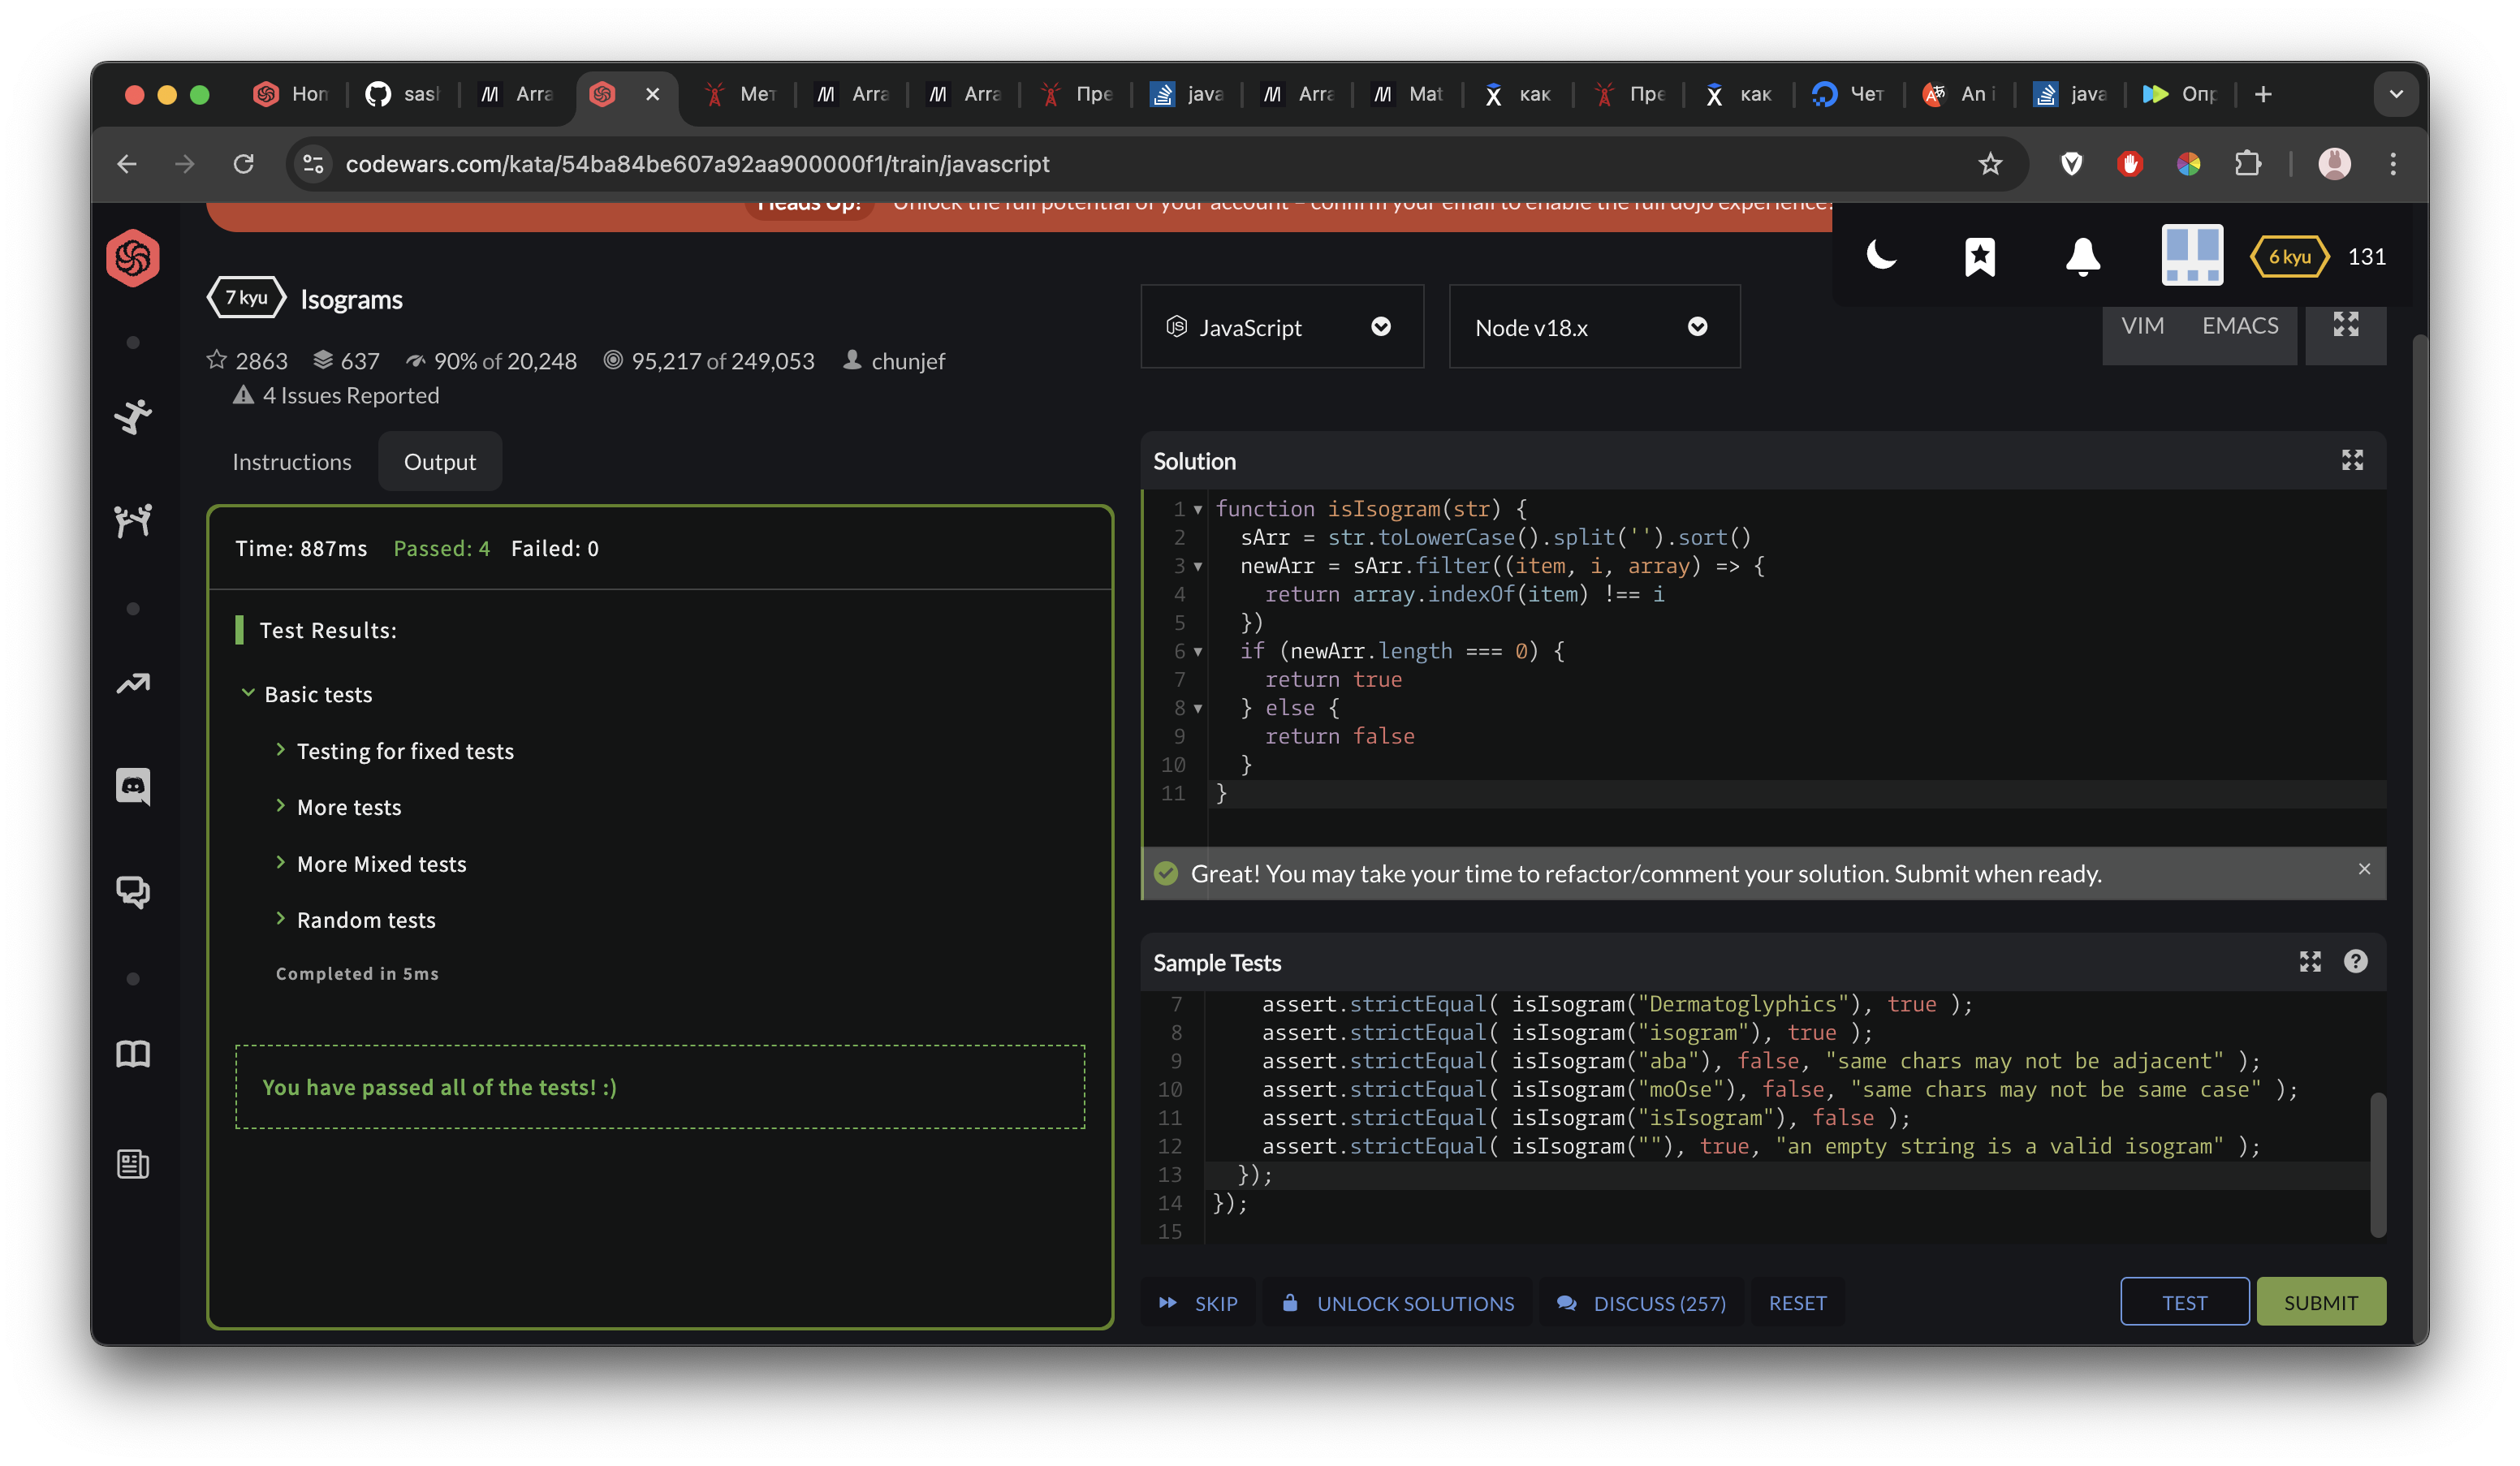 Hom
sash
Arra
Мет
Arra
Arra
Пре
java
Arra
Mat
как
Пре
как
Чет
An i
java
Опр
codewars.com/kata/54ba84be607a92aa900000f1/train/javascript
Heads Up! Unlock the full potential of your account – confirm your email to enable the full dojo experience.
6 kyu 131
7 kyu Isograms
2863 637 90% of 20,248 95,217 of 249,053 chunjef
4 Issues Reported
JavaScript
Node v18.x
VIM EMACS
Instructions Output
Time: 887ms Passed: 4 Failed: 0
Test Results:
Basic tests
Testing for fixed tests
More tests
More Mixed tests
Random tests
Completed in 5ms
You have passed all of the tests! :)
Solution
1 function isIsogram(str) {
2 sArr = str.toLowerCase().split('').sort()
3 newArr = sArr.filter((item, i, array) => {
4 return array.indexOf(item) !== i
5 })
6 if (newArr.length === 0) {
7 return true
8 } else {
9 return false
10 }
11 }
Great! You may take your time to refactor/comment your solution. Submit when ready.
Sample Tests
7 assert.strictEqual( isIsogram("Dermatoglyphics"), true );
8 assert.strictEqual( isIsogram("isogram"), true );
9 assert.strictEqual( isIsogram("aba"), false, "same chars may not be adjacent" );
10 assert.strictEqual( isIsogram("moOse"), false, "same chars may not be same case" );
11 assert.strictEqual( isIsogram("isIsogram"), false );
12 assert.strictEqual( isIsogram(""), true, "an empty string is a valid isogram" );
13 });
14 });
15
SKIP UNLOCK SOLUTIONS DISCUSS (257) RESET
TEST SUBMIT